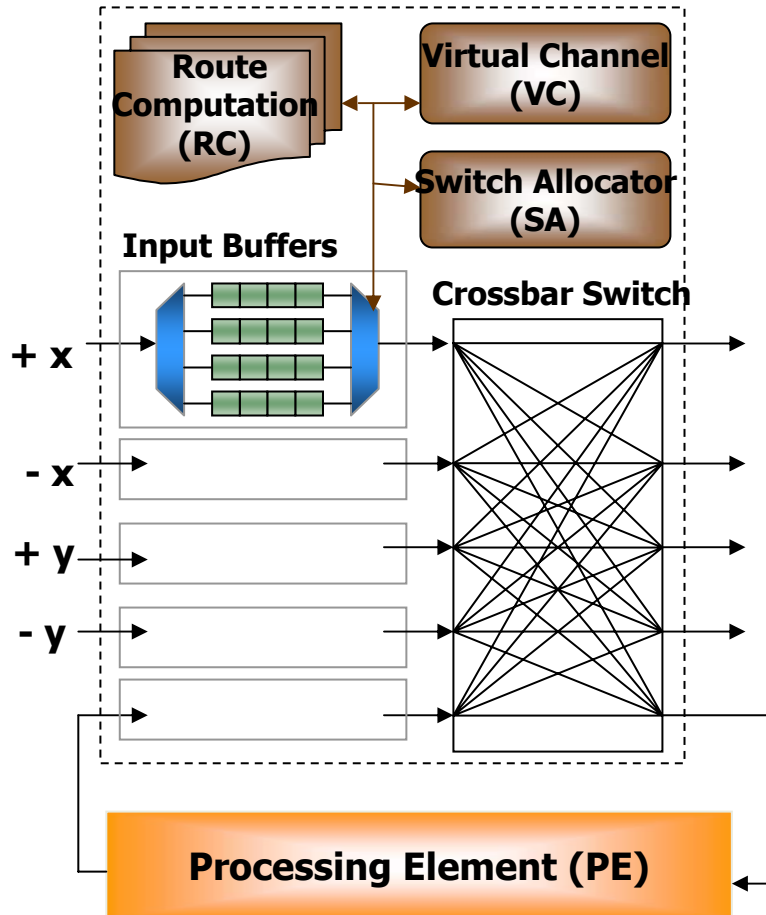 Route
Computation
(RC)
Virtual Channel
(VC)
Switch Allocator
(SA)
Input Buffers
Crossbar Switch
+ x
- x
+ y
- y
Processing Element (PE)